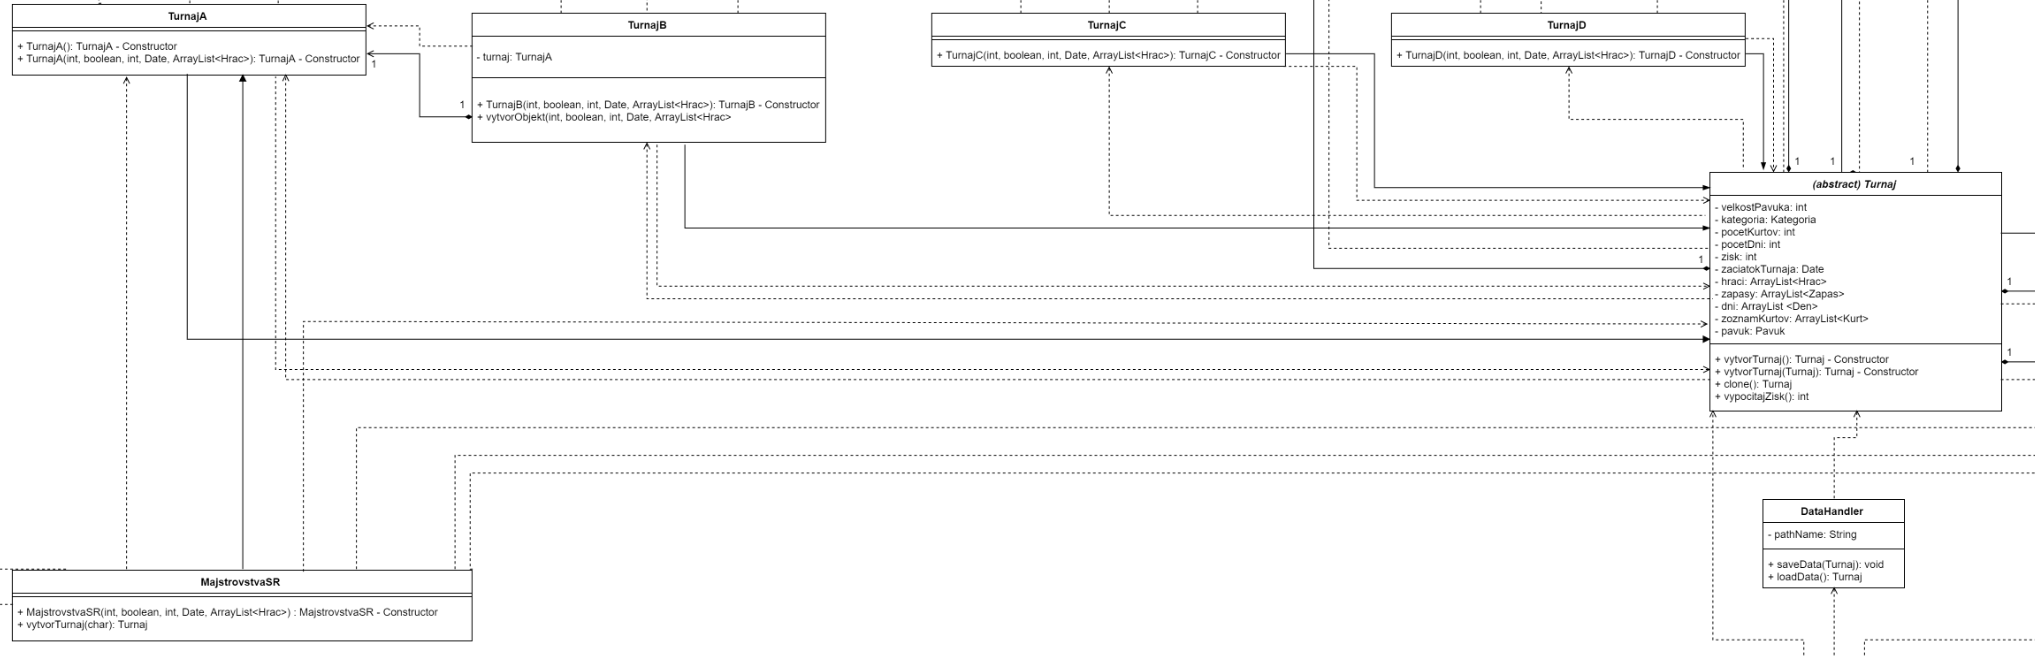 TurnajA
+ TurnajA(): TurnajA - Constructor
+ TurnajA(int, boolean, int, Date, ArrayList<Hrac>): TurnajA - Constructor
1
TurnajB
- turnaj: TurnajA
1
+ TurnajB(int, boolean, int, Date, ArrayList<Hrac>): TurnajB - Constructor
+ vytvorObjekt(int, boolean, int, Date, ArrayList<Hrac>
TurnajC
+ TurnajC(int, boolean, int, Date, ArrayList<Hrac>): TurnajC - Constructor
TurnajD
+ TurnajD(int, boolean, int, Date, ArrayList<Hrac>): TurnajD - Constructor
1
1
1
(abstract) Turnaj
- velkostPavuka: int
- kategoria: Kategoria
- pocetKurtov: int
- pocetDni: int
- zisk: int
1
- zaciatokTurnaja: Date
- hraci: ArrayList<Hrac>
1
- zapasy: ArrayList<Zapas>
- dni: ArrayList <Den>
- zoznamKurtov: ArrayList<Kurt>
- pavuk: Pavuk
1
+ vytvorTurnaj(): Turnaj - Constructor
+ vytvorTurnaj(Turnaj): Turnaj - Constructor
+ clone(): Turnaj
+ vypocitajZisk(): int
DataHandler
- pathName: String
+ saveData(Turnaj): void
+ loadData(): Turnaj
MajstrovstvaSR
+ MajstrovstvaSR(int, boolean, int, Date, ArrayList<Hrac>) : MajstrovstvaSR - Constructor
+ vytvorTurnaj(char): Turnaj